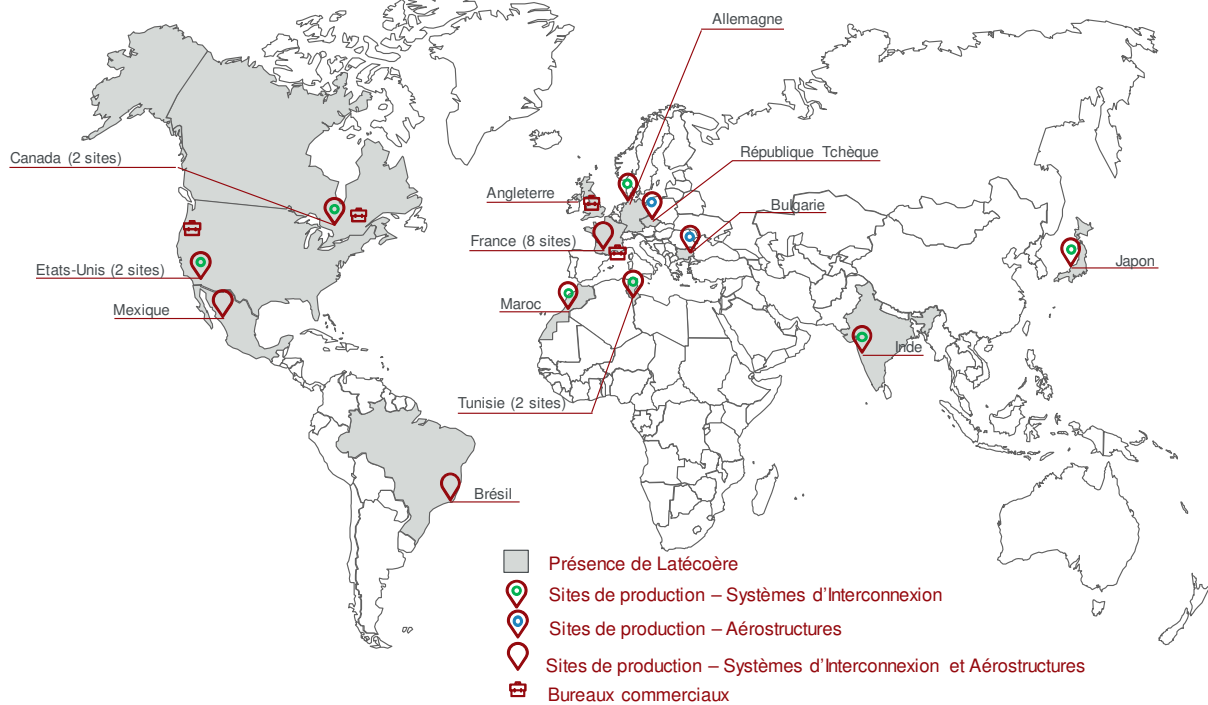 Allemagne
Canada (2 sites)
République Tchèque
Angleterre
Bulgarie
France (8 sites)
Japon
Etats-Unis (2 sites)
Maroc
Mexique
Inde
Tunisie (2 sites)
Brésil
Présence de Latécoère
Sites de production – Systèmes d'Interconnexion
Sites de production – Aérostructures
Sites de production – Systèmes d'Interconnexion et Aérostructures
Bureaux commerciaux